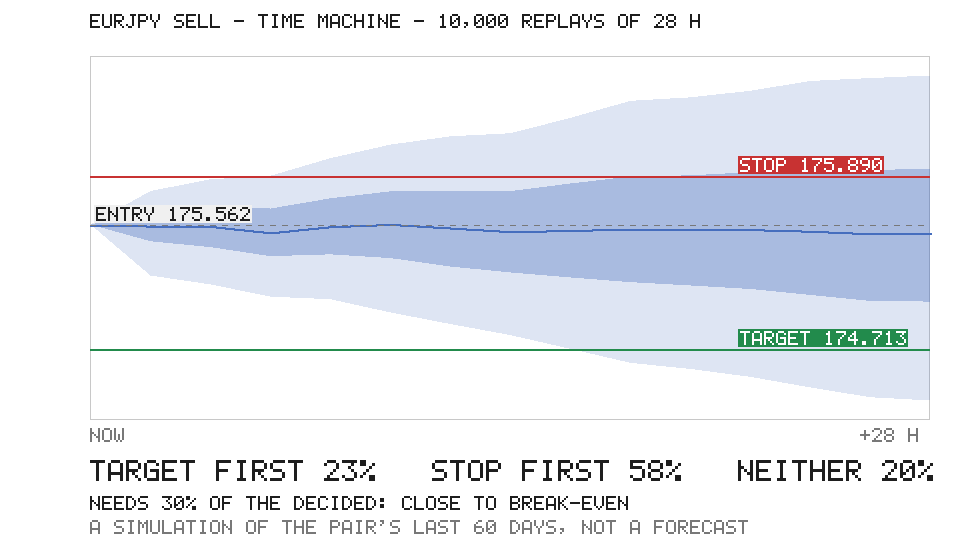 EURJPY SELL - TIME MACHINE - 10,000 REPLAYS OF 28 H
STOP 175.890
ENTRY 175.562
TARGET 174.713
NOW +28 H
TARGET FIRST 23% STOP FIRST 58% NEITHER 20%
NEEDS 30% OF THE DECIDED: CLOSE TO BREAK-EVEN
A SIMULATION OF THE PAIR'S LAST 60 DAYS, NOT A FORECAST